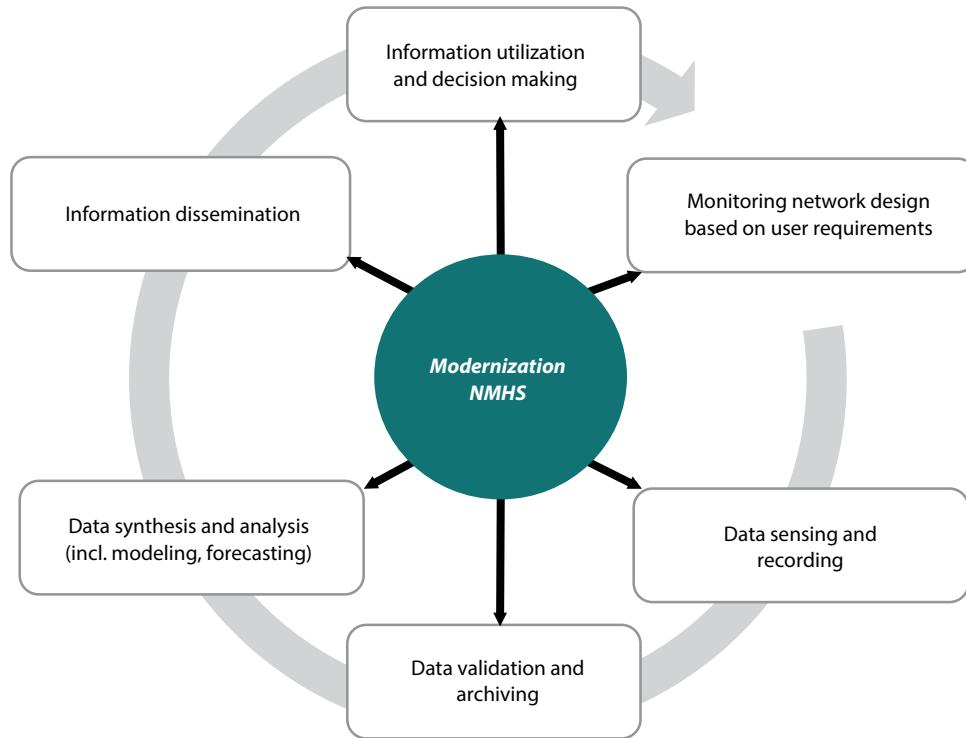 Information utilization
and decision making
Information dissemination
Monitoring network design
based on user requirements
Modernization
NMHS
Data synthesis and analysis
(incl. modeling, forecasting)
Data sensing and
recording
Data validation and
archiving